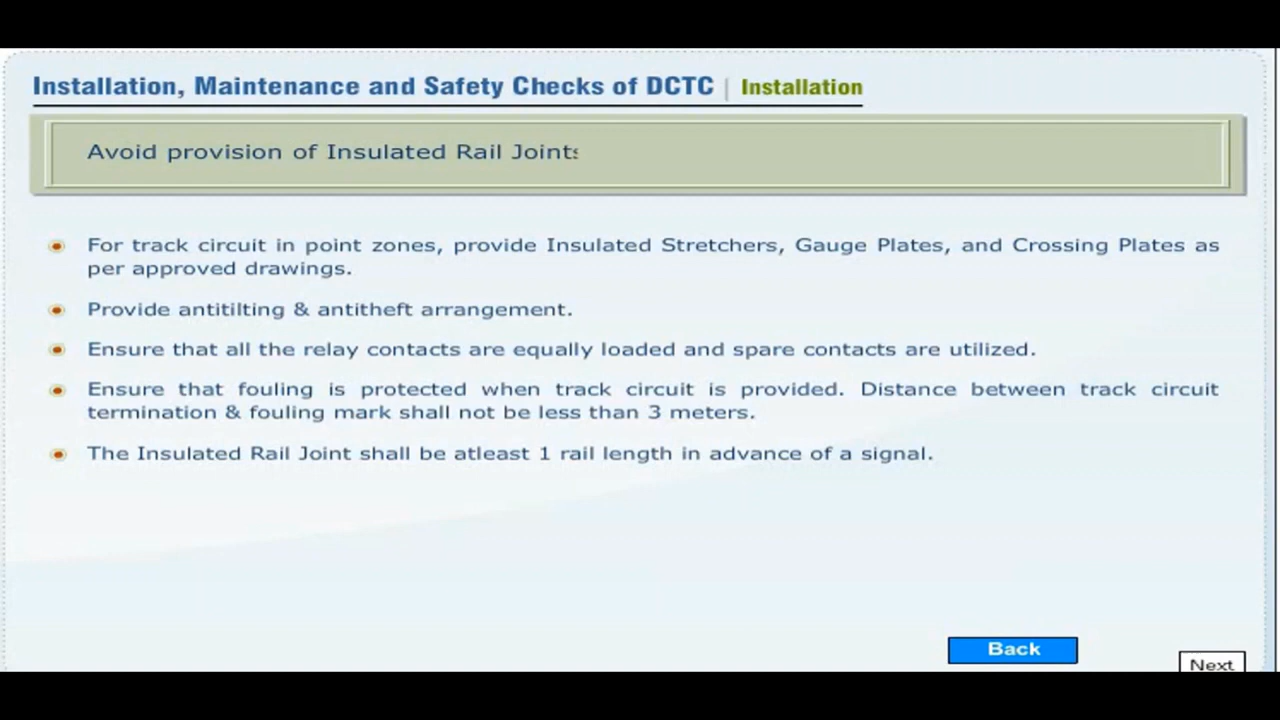 Installation, Maintenance and Safety Checks of DCTC | Installation
Avoid provision of Insulated Rail Joints
For track circuit in point zones, provide Insulated Stretchers, Gauge Plates, and Crossing Plates as
per approved drawings.
Provide antitilting & antitheft arrangement.
Ensure that all the relay contacts are equally loaded and spare contacts are utilized.
Ensure that fouling is protected when track circuit is provided. Distance between track circuit
termination & fouling mark shall not be less than 3 meters.
The Insulated Rail Joint shall be atleast 1 rail length in advance of a signal.
Back
Next